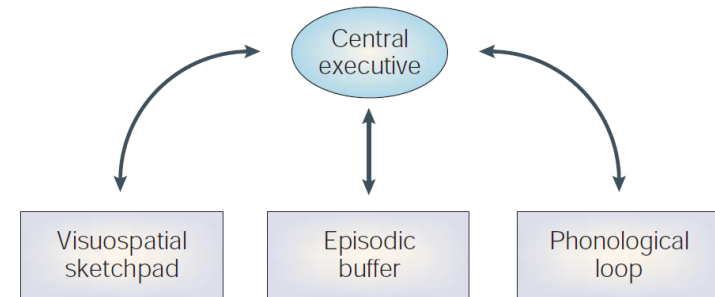 Central
executive
Visuospatial
sketchpad
Episodic
buffer
Phonological
loop